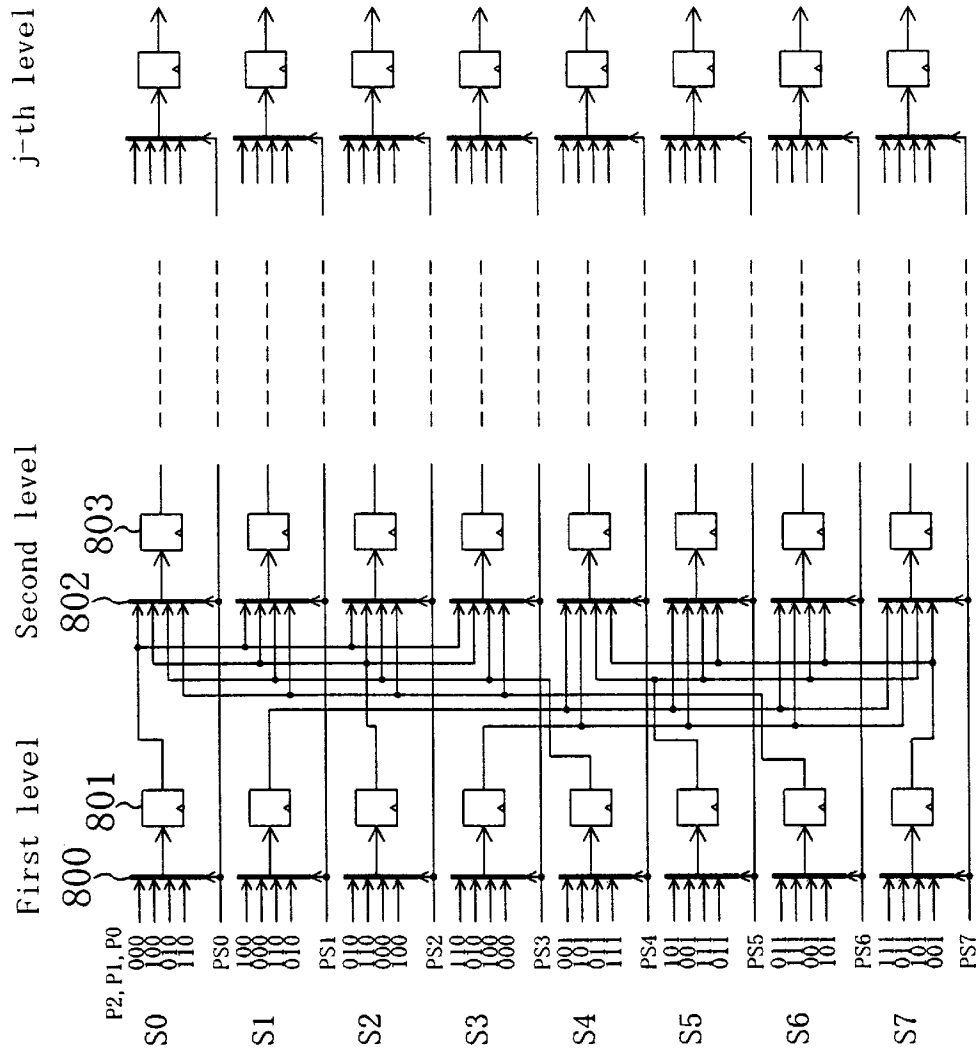 First level
Second level
j-th level
800
801
802
803
P2, P1, P0
S0
000
100
010
110
PS0
S1
100
000
110
010
PS1
S2
010
110
000
100
PS2
S3
110
010
100
000
PS3
S4
001
101
011
111
PS4
S5
101
001
111
011
PS5
S6
011
111
001
101
PS6
S7
111
011
101
001
PS7